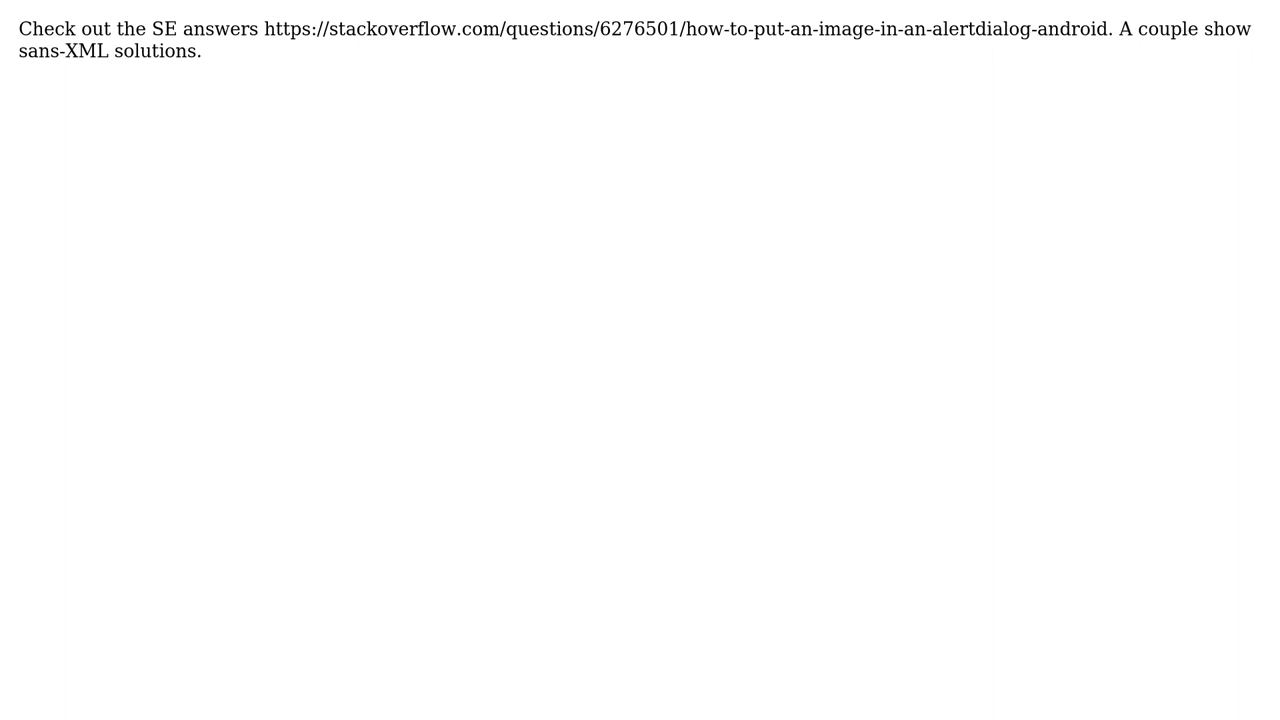 Check out the SE answers https://stackoverflow.com/questions/6276501/how-to-put-an-image-in-an-alertdialog-android. A couple show
sans-XML solutions.